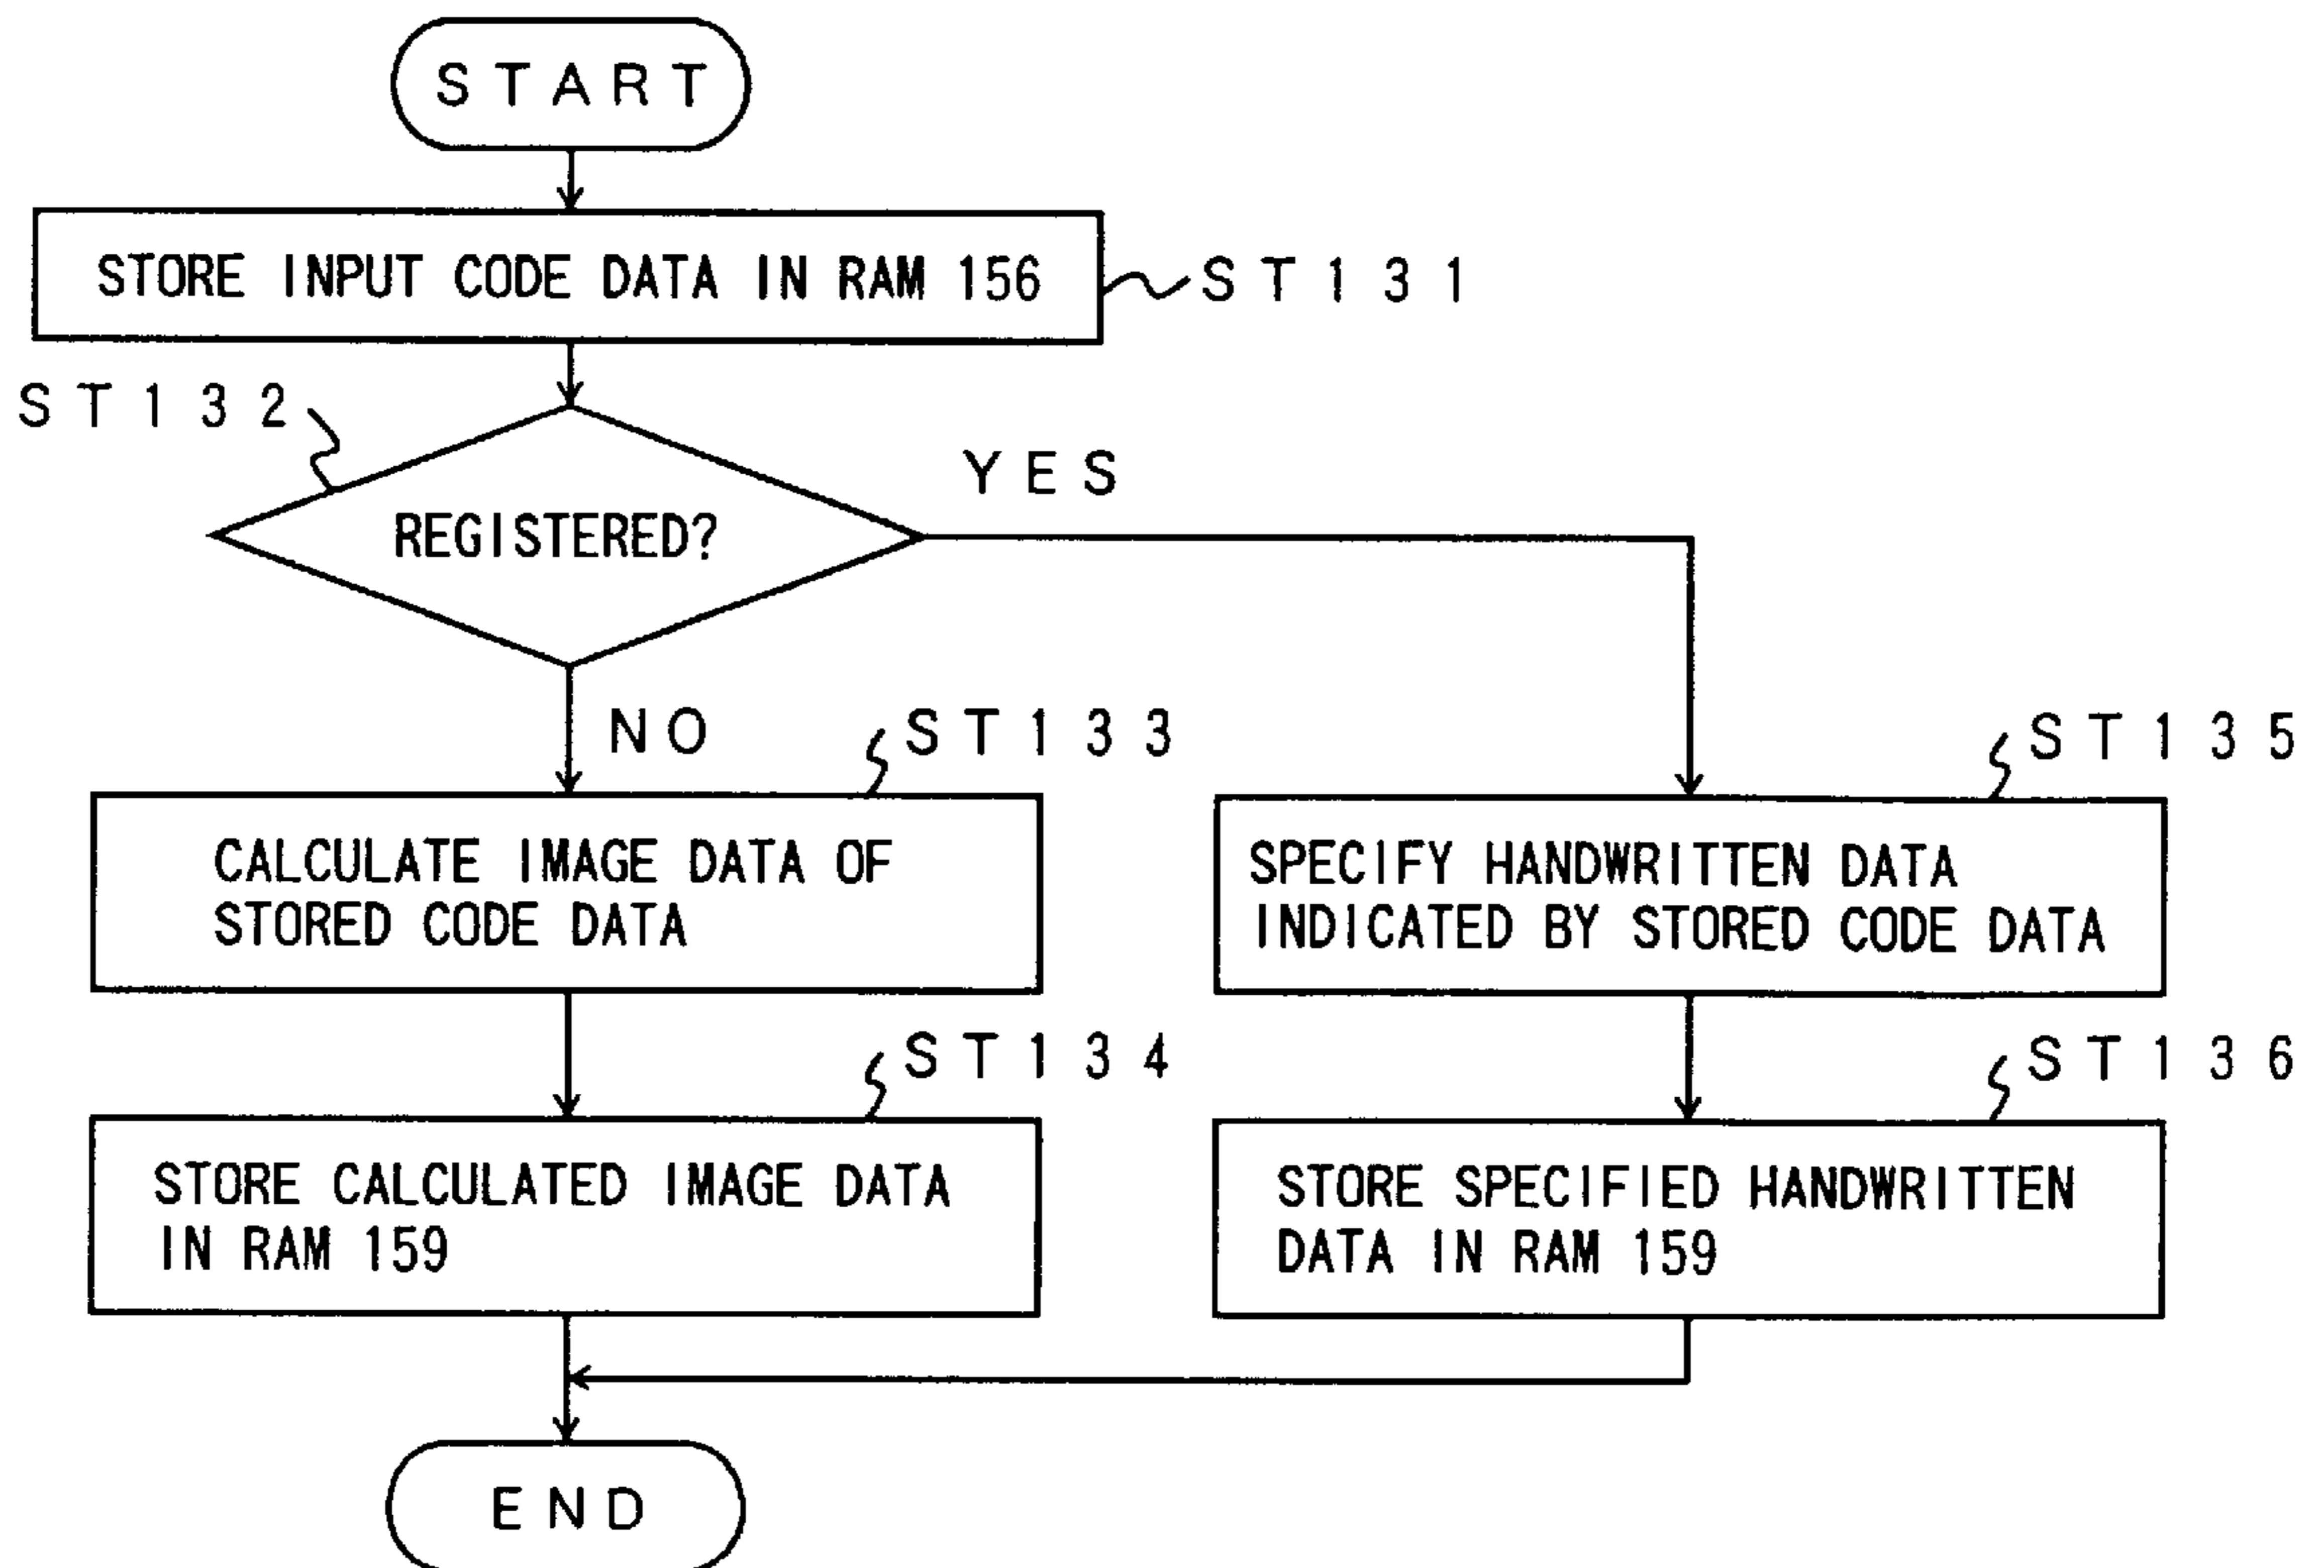 START
STORE INPUT CODE DATA IN RAM 156
ST131
ST132
REGISTERED?
YES
NO
ST133
CALCULATE IMAGE DATA OF
STORED CODE DATA
ST135
SPECIFY HANDWRITTEN DATA
INDICATED BY STORED CODE DATA
ST134
STORE CALCULATED IMAGE DATA
IN RAM 159
ST136
STORE SPECIFIED HANDWRITTEN
DATA IN RAM 159
END